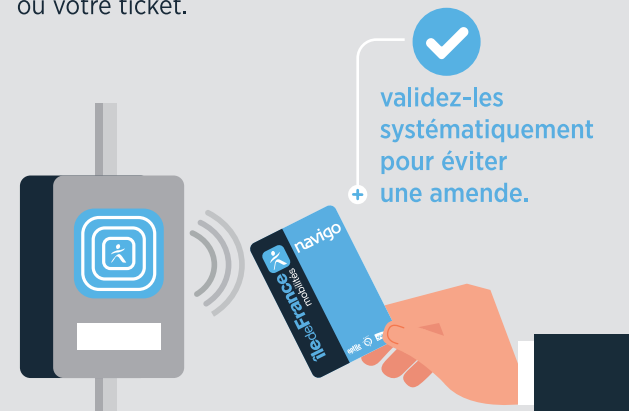 ou votre ticket.
validez-les
systématiquement
pour éviter
une amende.
navigo
îledeFrance
mobilités